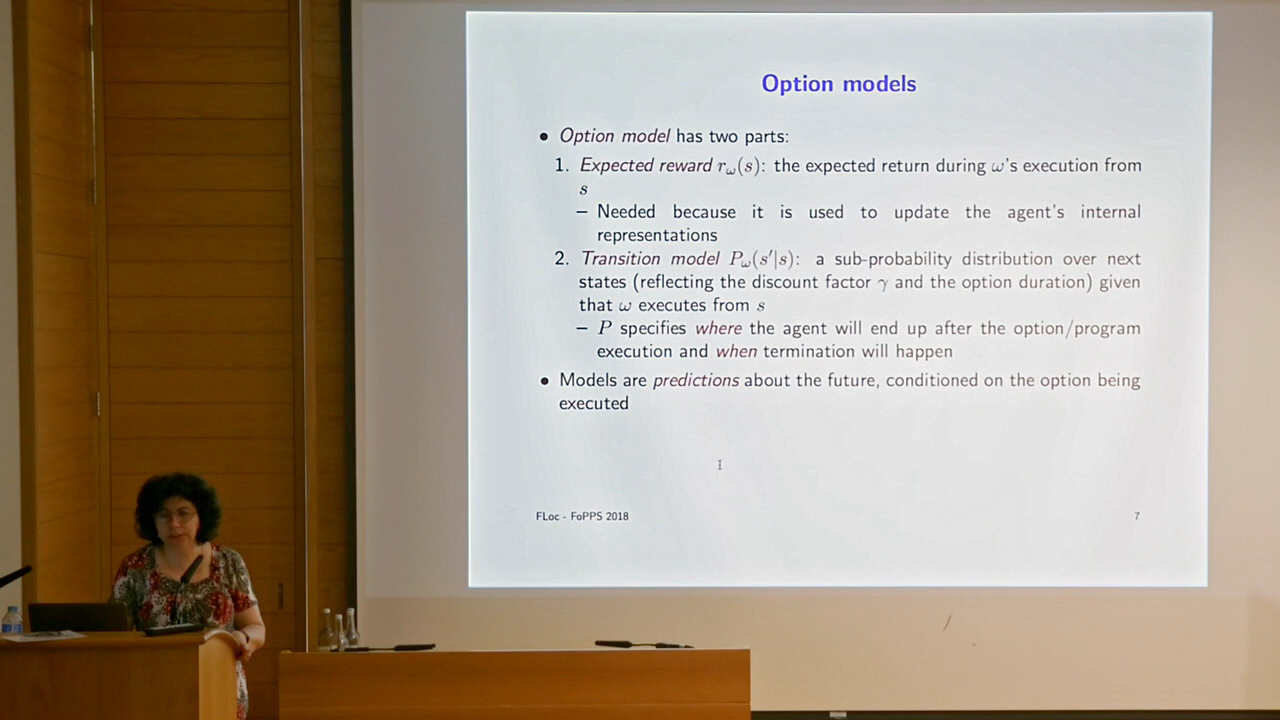 Option models
• Option model has two parts:
1. Expected reward rω(s): the expected return during ω's execution from
s
– Needed because it is used to update the agent's internal
representations
2. Transition model Pω(s′|s): a sub-probability distribution over next
states (reflecting the discount factor γ and the option duration) given
that ω executes from s
– P specifies where the agent will end up after the option/program
execution and when termination will happen
• Models are predictions about the future, conditioned on the option being
executed
FLoc - FoPPS 2018
7